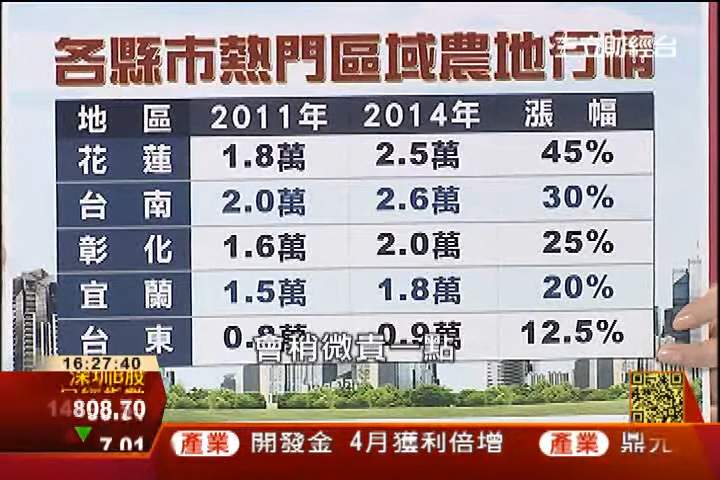 三立財經台
各縣市熱門區域農地行情
地區 2011年 2014年 漲幅
花蓮 1.8萬 2.5萬 45%
台南 2.0萬 2.6萬 30%
彰化 1.6萬 2.0萬 25%
宜蘭 1.5萬 1.8萬 20%
台東 0.8萬 0.9萬 12.5%
會稍微貴一點
16:27:40
深圳B股
808.70
7.01
產業 開發金 4月獲利倍增 產業 鼎元